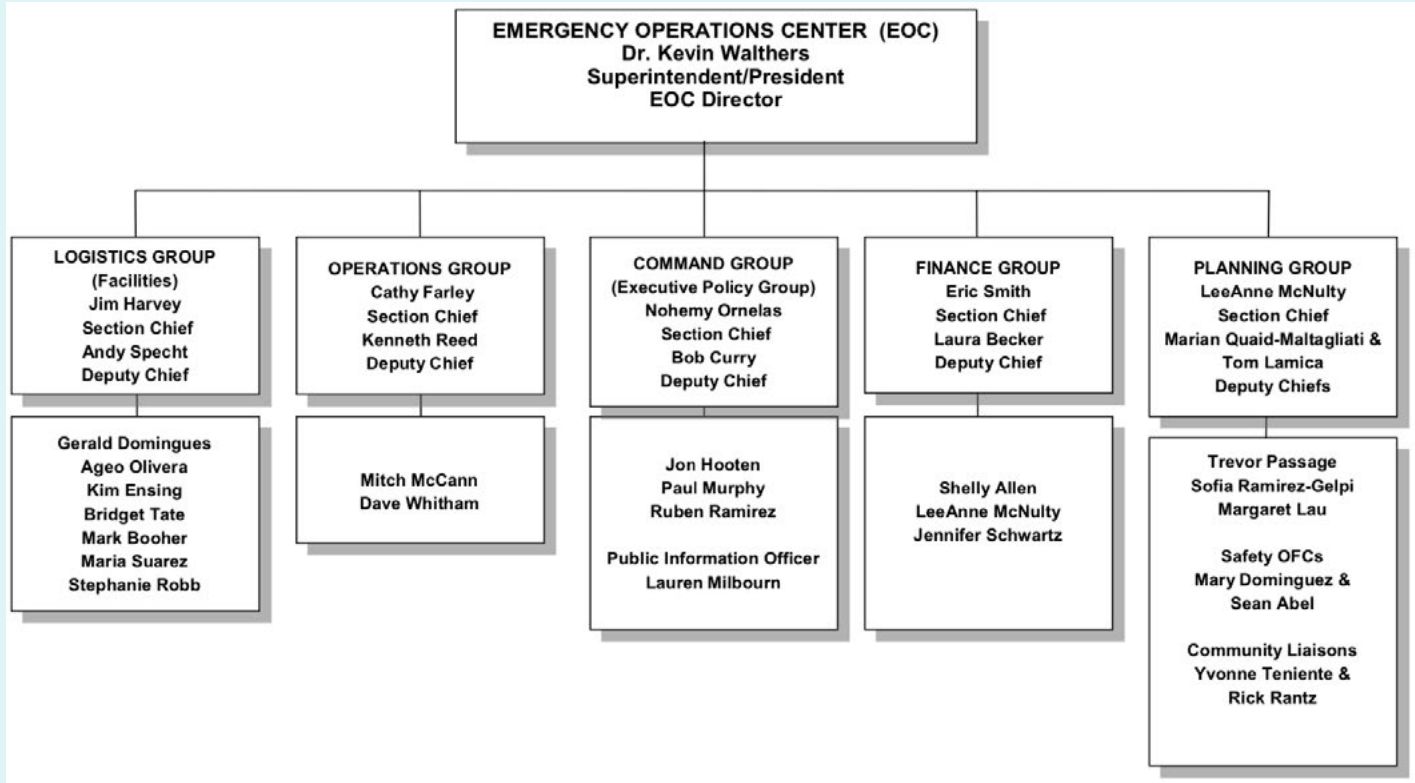 EMERGENCY OPERATIONS CENTER (EOC)
Dr. Kevin Walthers
Superintendent/President
EOC Director
LOGISTICS GROUP
(Facilities)
Jim Harvey
Section Chief
Andy Specht
Deputy Chief
OPERATIONS GROUP
Cathy Farley
Section Chief
Kenneth Reed
Deputy Chief
COMMAND GROUP
(Executive Policy Group)
Nohemy Ornelas
Section Chief
Bob Curry
Deputy Chief
FINANCE GROUP
Eric Smith
Section Chief
Laura Becker
Deputy Chief
PLANNING GROUP
LeeAnne McNulty
Section Chief
Marian Quaid-Maltagliati &
Tom Lamica
Deputy Chiefs
Gerald Domingues
Ageo Olivera
Kim Ensing
Bridget Tate
Mark Booher
Maria Suarez
Stephanie Robb
Mitch McCann
Dave Whitham
Jon Hooten
Paul Murphy
Ruben Ramirez
Public Information Officer
Lauren Milbourn
Shelly Allen
LeeAnne McNulty
Jennifer Schwartz
Trevor Passage
Sofia Ramirez-Gelpi
Margaret Lau
Safety OFCs
Mary Dominguez &
Sean Abel
Community Liaisons
Yvonne Teniente &
Rick Rantz